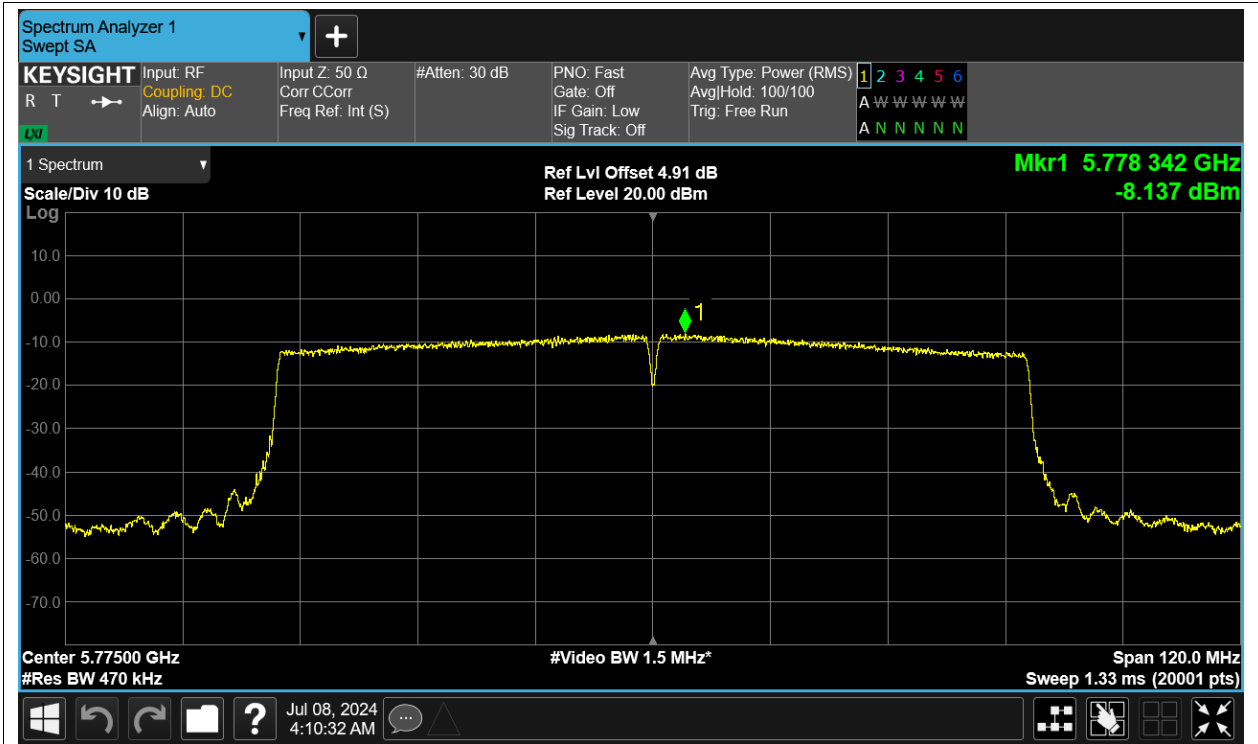 Spectrum Analyzer 1
Swept SA
KEYSIGHT
R T
LXI
Input: RF
Coupling: DC
Align: Auto
Input Z: 50 Ω
Corr CCorr
Freq Ref: Int (S)
#Atten: 30 dB
PNO: Fast
Gate: Off
IF Gain: Low
Sig Track: Off
Avg Type: Power (RMS)
Avg|Hold: 100/100
Trig: Free Run
1 2 3 4 5 6
A W W W W W
A N N N N N
1 Spectrum
Scale/Div 10 dB
Log
Ref Lvl Offset 4.91 dB
Ref Level 20.00 dBm
Mkr1 5.778 342 GHz
-8.137 dBm
10.0
0.00
-10.0
-20.0
-30.0
-40.0
-50.0
-60.0
-70.0
1
Center 5.77500 GHz
#Res BW 470 kHz
#Video BW 1.5 MHz*
Span 120.0 MHz
Sweep 1.33 ms (20001 pts)
?
Jul 08, 2024
4:10:32 AM